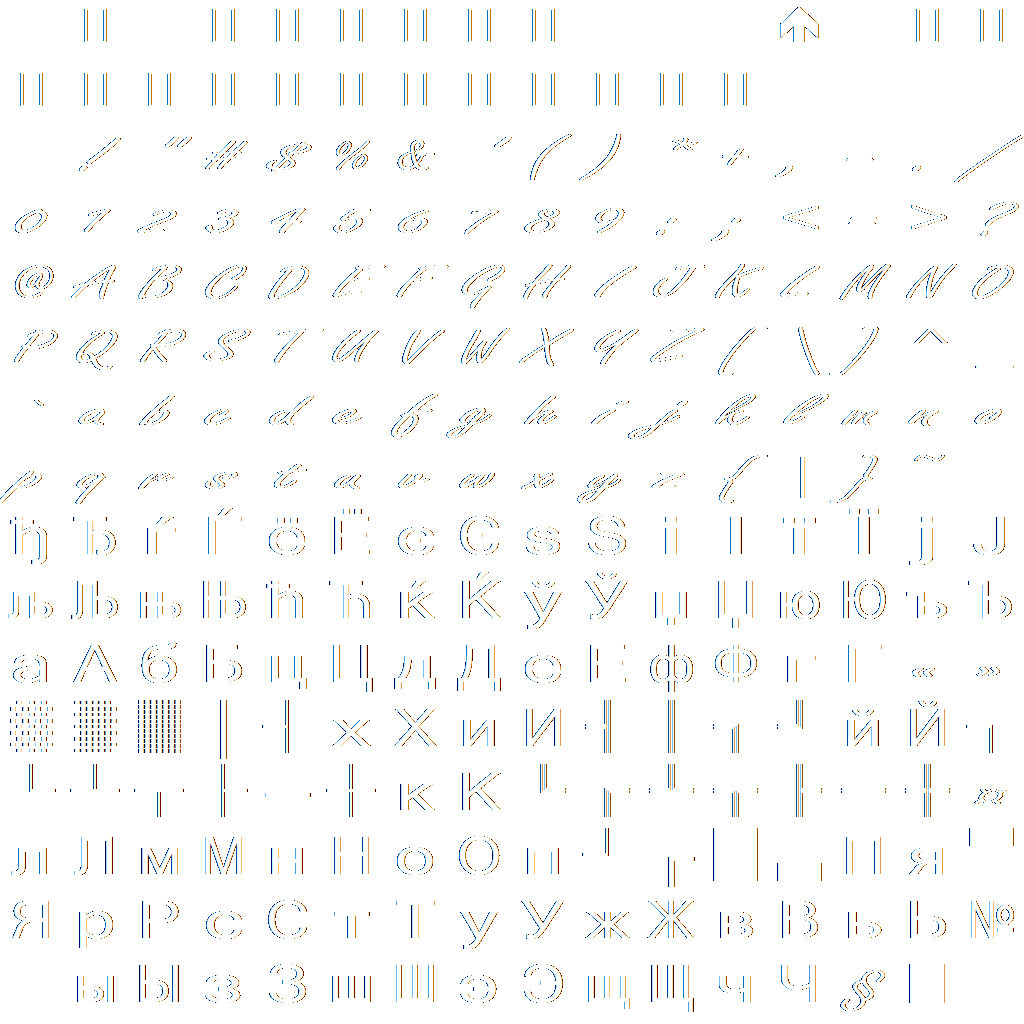 ! " # $ % & ' ( ) * + , - . /
0 1 2 3 4 5 6 7 8 9 : ; < = > ?
@ A B C D E F G H I J K L M N O
P Q R S T U V W X Y Z [ \ ] ^ _
` a b c d e f g h i j k l m n o
p q r s t u v w x y z { | } ~
ђ Ђ ѓ Ѓ ё Ё є Є ѕ Ѕ і І ї Ї ј Ј
љ Љ њ Њ ћ Ћ ќ Ќ ў Ў џ Џ ю Ю ъ Ъ
а А б Б ц Ц д Д е Е ф Ф г Г « »
░ ▒ ▓ │ ┤ х Х и И ╣ ║ ╗ ╝ й Й ┐
└ ┴ ┬ ├ ─ ┼ к К ╚ ╔ ╩ ╦ ╠ ═ ╬
л Л м М н Н о О п ┘ ┌ █ ▄ П я ▀
Я р Р с С т Т у У ж Ж в В ь Ь №
ы Ы з З ш Ш э Э щ Щ ч Ч § ■